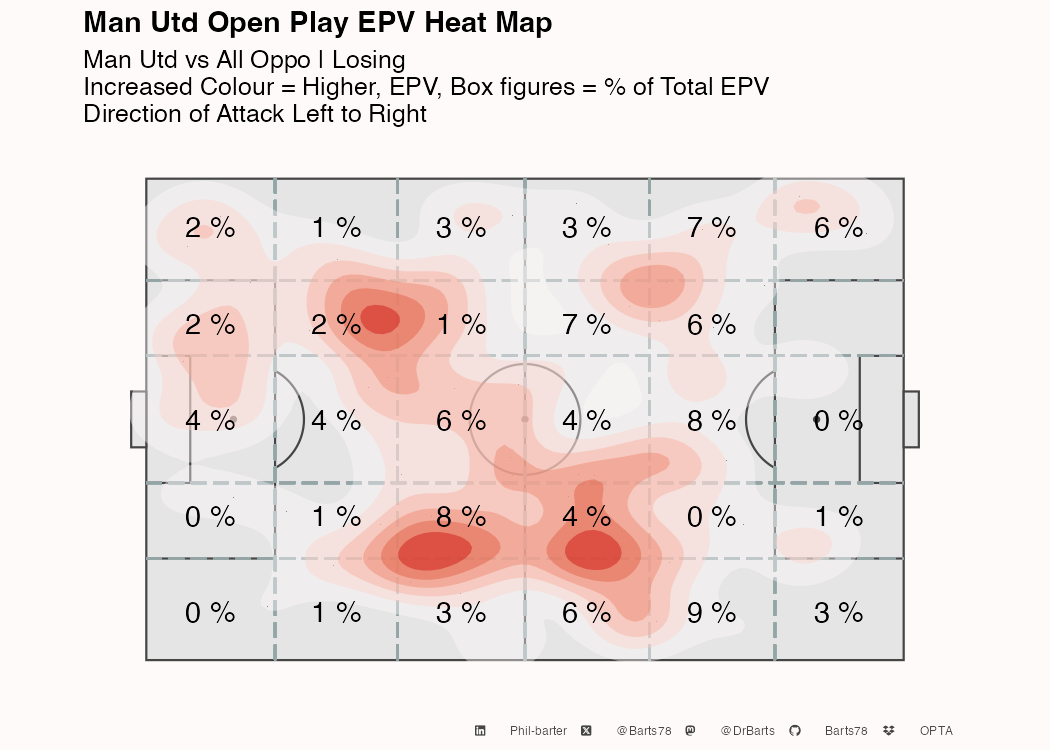 Man Utd Open Play EPV Heat Map
Man Utd vs All Oppo | Losing
Increased Colour = Higher, EPV, Box figures = % of Total EPV
Direction of Attack Left to Right
2 % 1 % 3 % 3 % 7 % 6 %
2 % 2 % 1 % 7 % 6 %
4 % 4 % 6 % 4 % 8 % 0 %
0 % 1 % 8 % 4 % 0 % 1 %
0 % 1 % 3 % 6 % 9 % 3 %
Phil-barter @Barts78 @DrBarts Barts78 OPTA